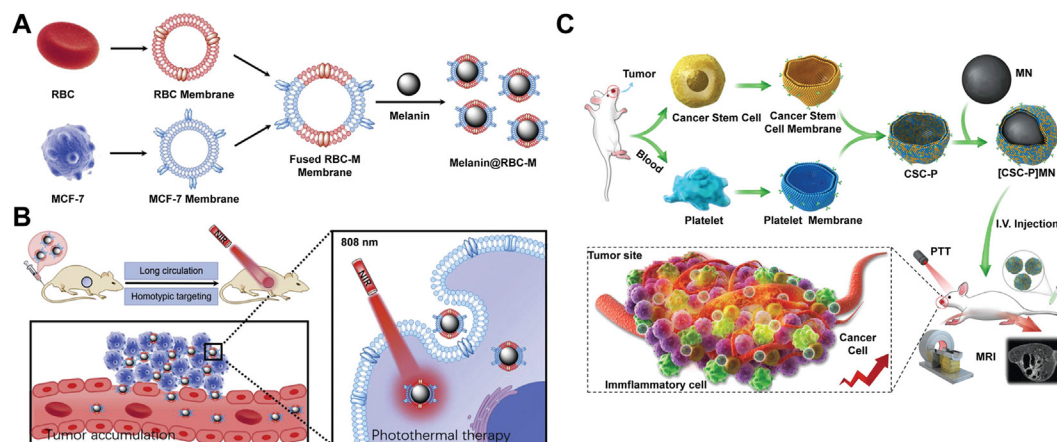 A
RBC
RBC Membrane
MCF-7
MCF-7 Membrane
Fused RBC-M
Membrane
Melanin
Melanin@RBC-M
B
Long circulation
Homotypic targeting
NIR
Tumor accumulation
808 nm
NIR
Photothermal therapy
C
Tumor
Blood
Cancer Stem Cell
Cancer Stem
Cell Membrane
Platelet
Platelet Membrane
CSC-P
MN
[CSC-P]MN
I.V. Injection
PTT
MRI
Tumor site
Cancer
Cell
Immflammatory cell